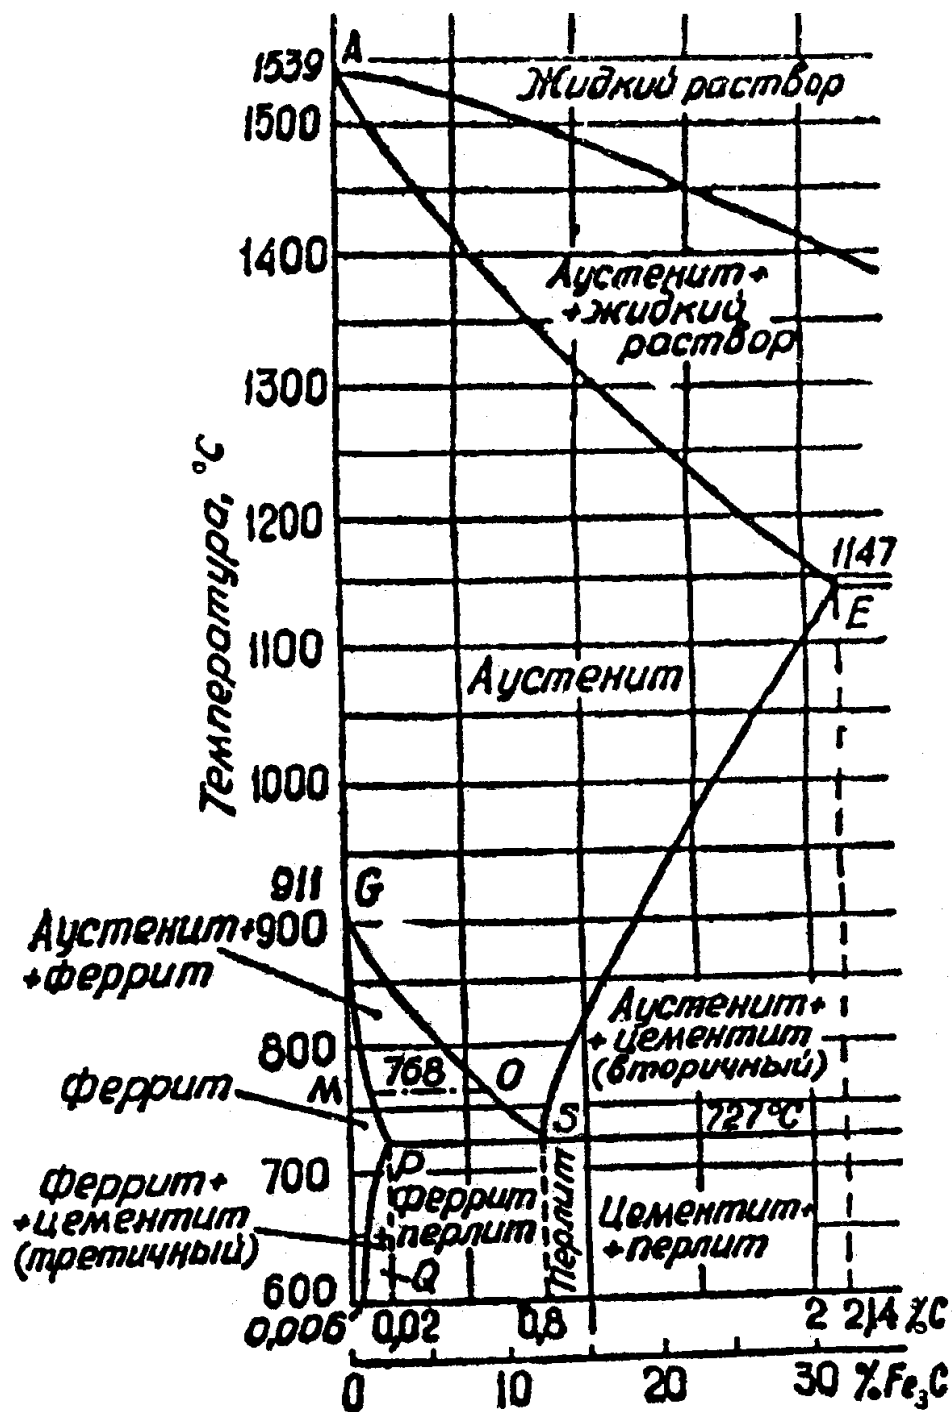 A
1539
Жидкий раствор
1500
1400
Аустенит+
+жидкий
раствор
1300
Температура, °С
1200
1147
E
1100
Аустенит
1000
911
G
Аустенит+
+феррит
900
Аустенит+
+цементит
(вторичный)
800
768
O
M
Феррит
S
727°С
P
700
Феррит+
+цементит
(третичный)
Феррит
+перлит
Перлит
Цементит+
+перлит
Q
600
0,006
0,02
0,8
2
2,14
%С
0
10
20
30
%Fe₃C